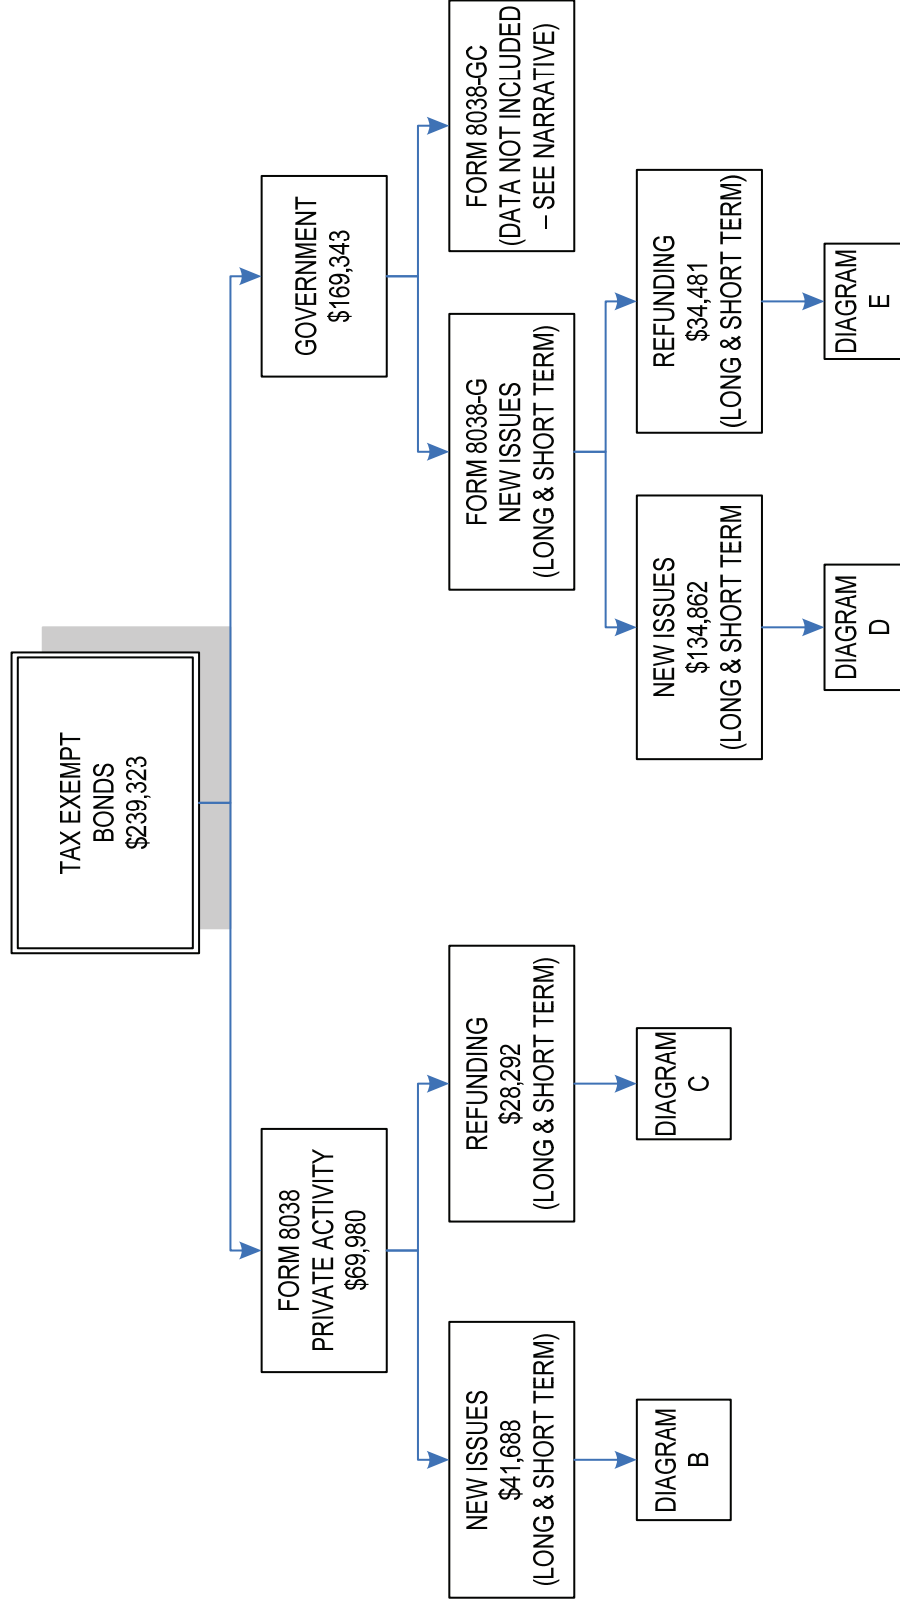 TAX EXEMPT
BONDS
$239,323
FORM 8038
PRIVATE ACTIVITY
$69,980
GOVERNMENT
$169,343
NEW ISSUES
$41,688
(LONG & SHORT TERM)
REFUNDING
$28,292
(LONG & SHORT TERM)
FORM 8038-G
NEW ISSUES
(LONG & SHORT TERM)
FORM 8038-GC
(DATA NOT INCLUDED
– SEE NARRATIVE)
DIAGRAM
B
DIAGRAM
C
NEW ISSUES
$134,862
(LONG & SHORT TERM
REFUNDING
$34,481
(LONG & SHORT TERM)
DIAGRAM
D
DIAGRAM
E